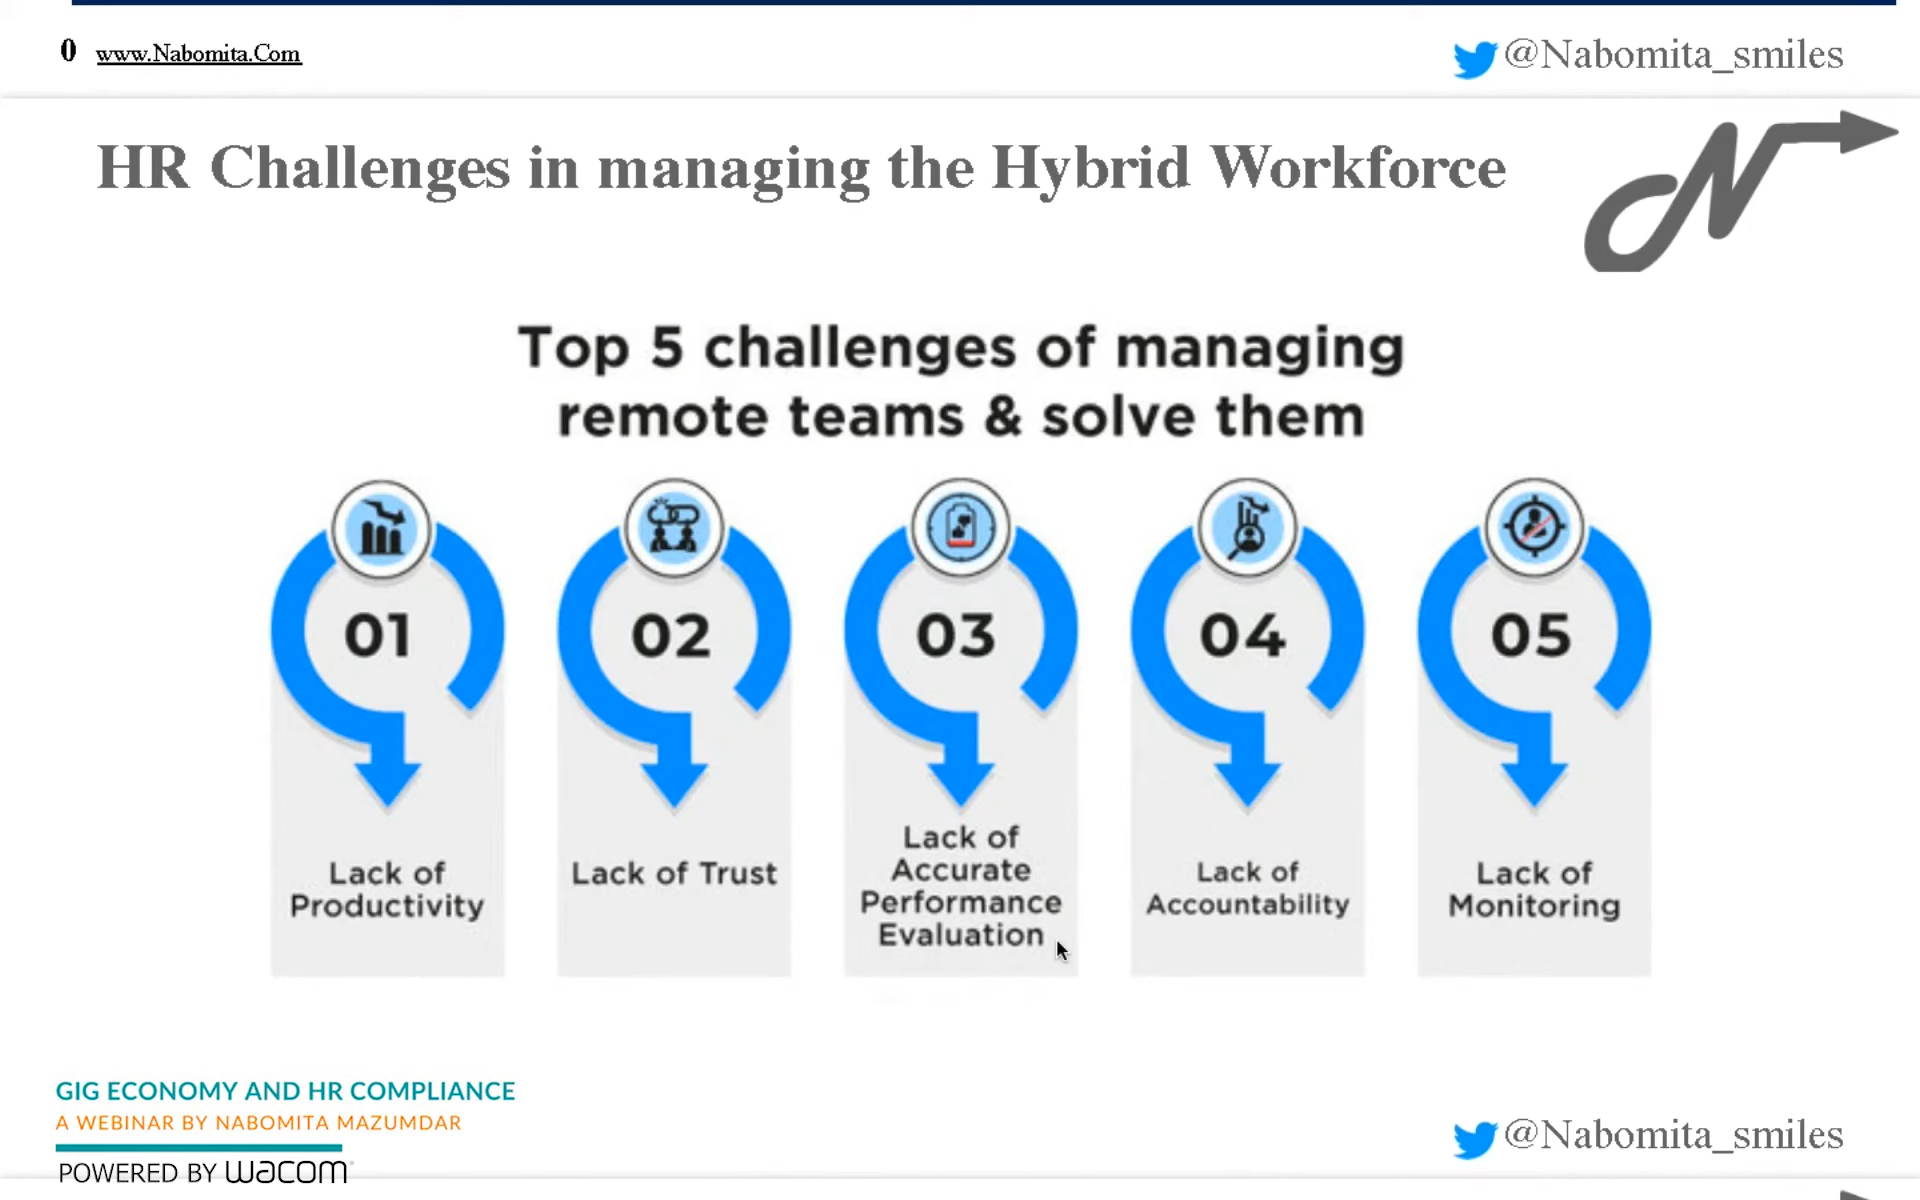 0 www.Nabomita.Com
@Nabomita_smiles
HR Challenges in managing the Hybrid Workforce
Top 5 challenges of managing
remote teams & solve them
01
Lack of
Productivity
02
Lack of Trust
03
Lack of
Accurate
Performance
Evaluation
04
Lack of
Accountability
05
Lack of
Monitoring
GIG ECONOMY AND HR COMPLIANCE
A WEBINAR BY NABOMITA MAZUMDAR
POWERED BY wacom
@Nabomita_smiles